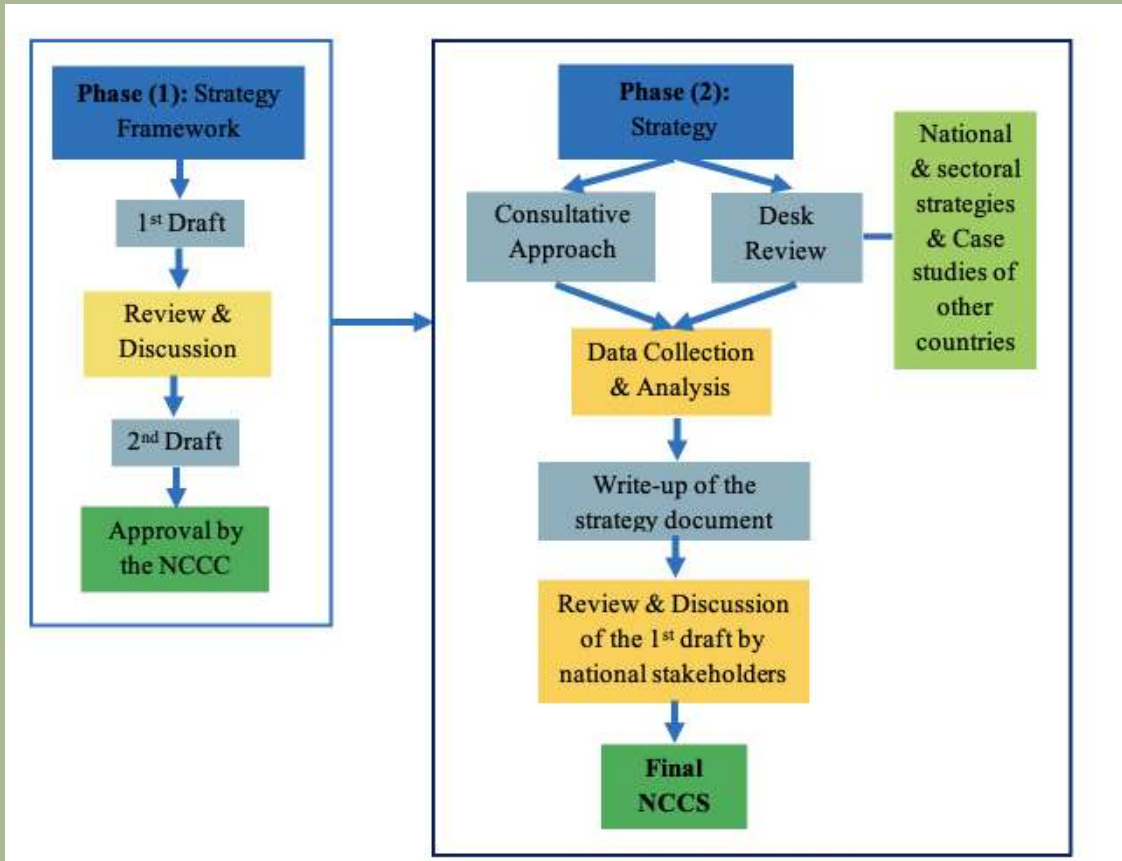 Phase (1): Strategy
Framework
1st Draft
Review &
Discussion
2nd Draft
Approval by
the NCCC
Phase (2):
Strategy
Consultative
Approach
Desk
Review
National
& sectoral
strategies
& Case
studies of
other
countries
Data Collection
& Analysis
Write-up of the
strategy document
Review & Discussion
of the 1st draft by
national stakeholders
Final
NCCS